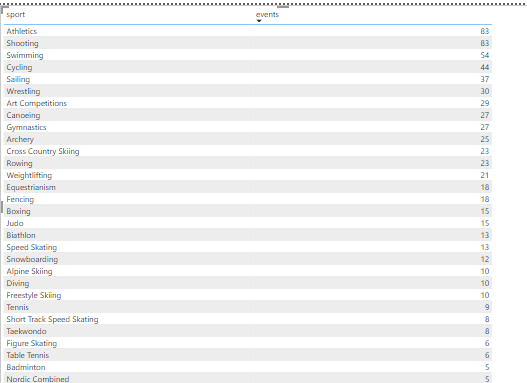 sport events
Athletics 83
Shooting 83
Swimming 54
Cycling 44
Sailing 37
Wrestling 30
Art Competitions 29
Canoeing 27
Gymnastics 27
Archery 25
Cross Country Skiing 23
Rowing 23
Weightlifting 21
Equestrianism 18
Fencing 18
Boxing 15
Judo 15
Biathlon 13
Speed Skating 13
Snowboarding 12
Alpine Skiing 10
Diving 10
Freestyle Skiing 10
Tennis 9
Short Track Speed Skating 8
Taekwondo 8
Figure Skating 6
Table Tennis 6
Badminton 5
Nordic Combined 5